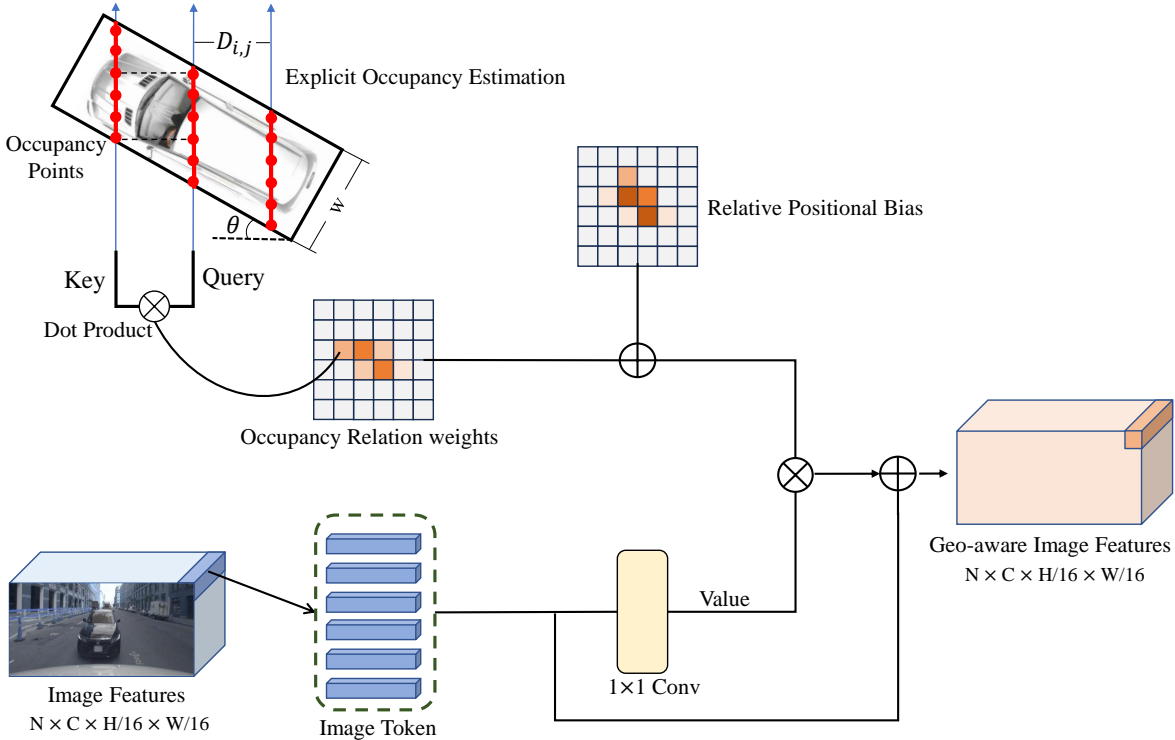 D_{i,j}
Explicit Occupancy Estimation
Occupancy
Points
w
θ
Key
Query
Dot Product
Relative Positional Bias
Occupancy Relation weights
Geo-aware Image Features
N × C × H/16 × W/16
Value
1×1 Conv
Image Features
N × C × H/16 × W/16
Image Token